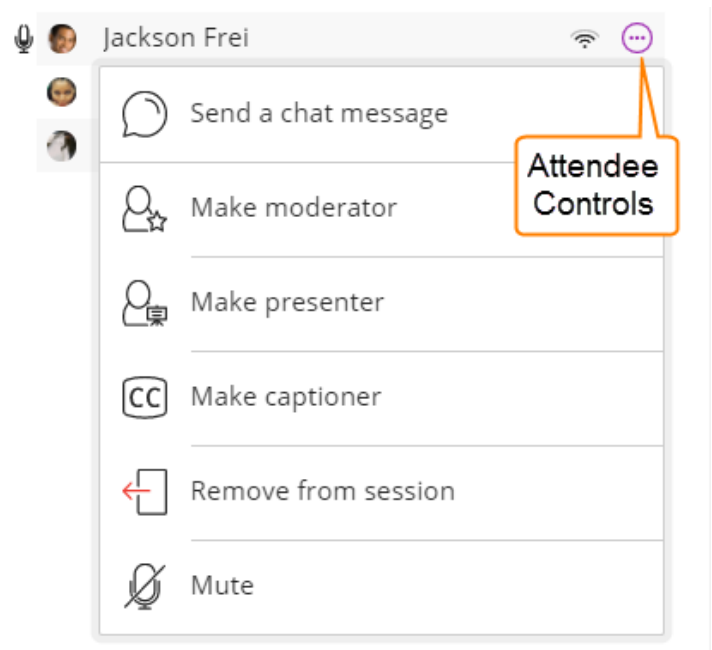 Jackson Frei
Send a chat message
Attendee
Controls
Make moderator
Make presenter
CC Make captioner
Remove from session
Mute